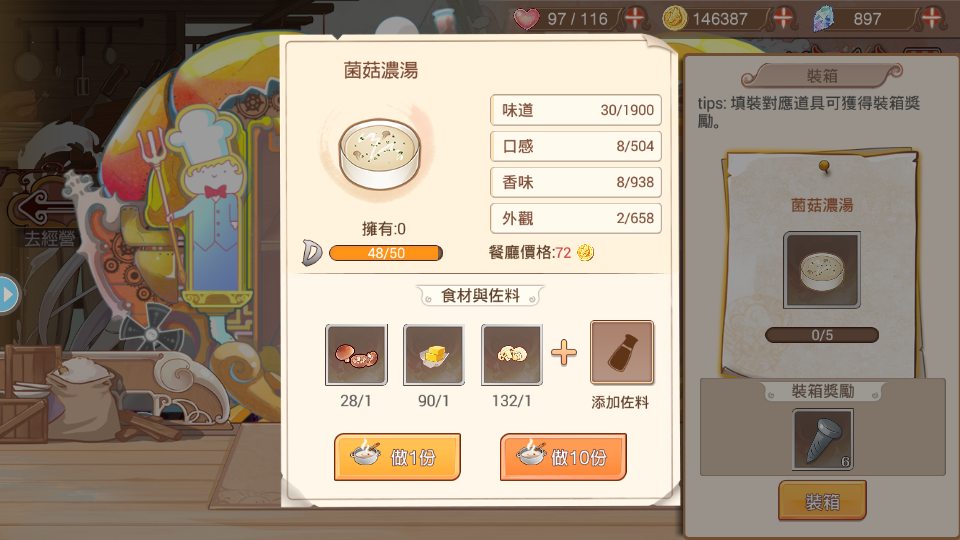 97 / 116
146387
897
菌菇濃湯
味道 30/1900
口感 8/504
香味 8/938
外觀 2/658
擁有:0
D 48/50
餐廳價格:72
食材與佐料
28/1
90/1
132/1
添加佐料
做1份
做10份
去經營
裝箱
tips: 填裝對應道具可獲得裝箱獎
勵。
菌菇濃湯
0/5
裝箱獎勵
6
裝箱